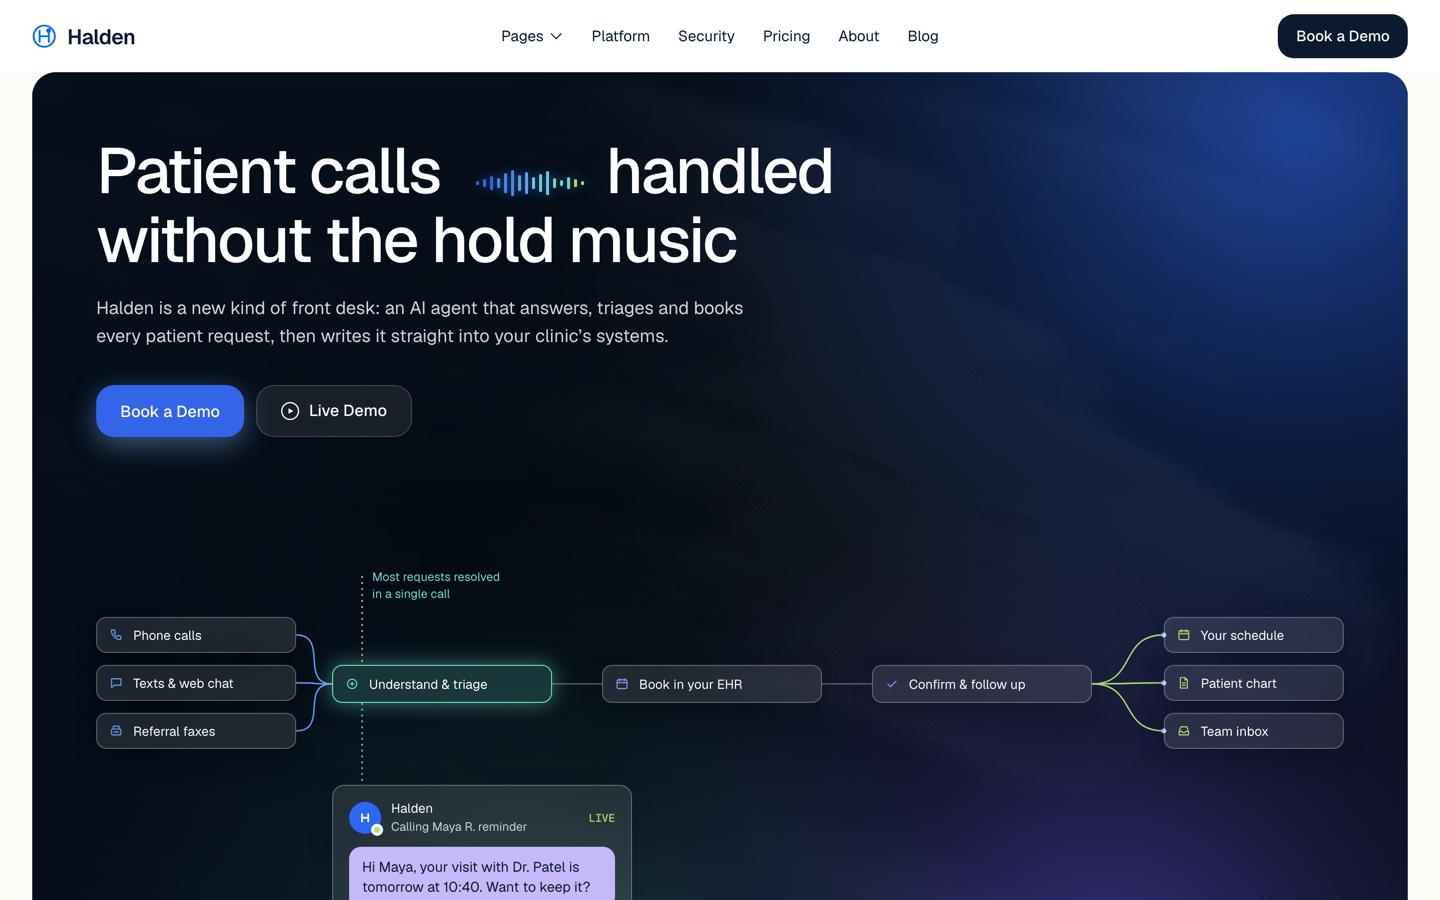 Halden
Pages
Platform
Security
Pricing
About
Blog
Book a Demo
Patient calls handled
without the hold music
Halden is a new kind of front desk: an AI agent that answers, triages and books
every patient request, then writes it straight into your clinic’s systems.
Book a Demo
Live Demo
Most requests resolved
in a single call
Phone calls
Texts & web chat
Referral faxes
Understand & triage
Book in your EHR
Confirm & follow up
Your schedule
Patient chart
Team inbox
H
Halden
Calling Maya R. reminder
LIVE
Hi Maya, your visit with Dr. Patel is
tomorrow at 10:40. Want to keep it?